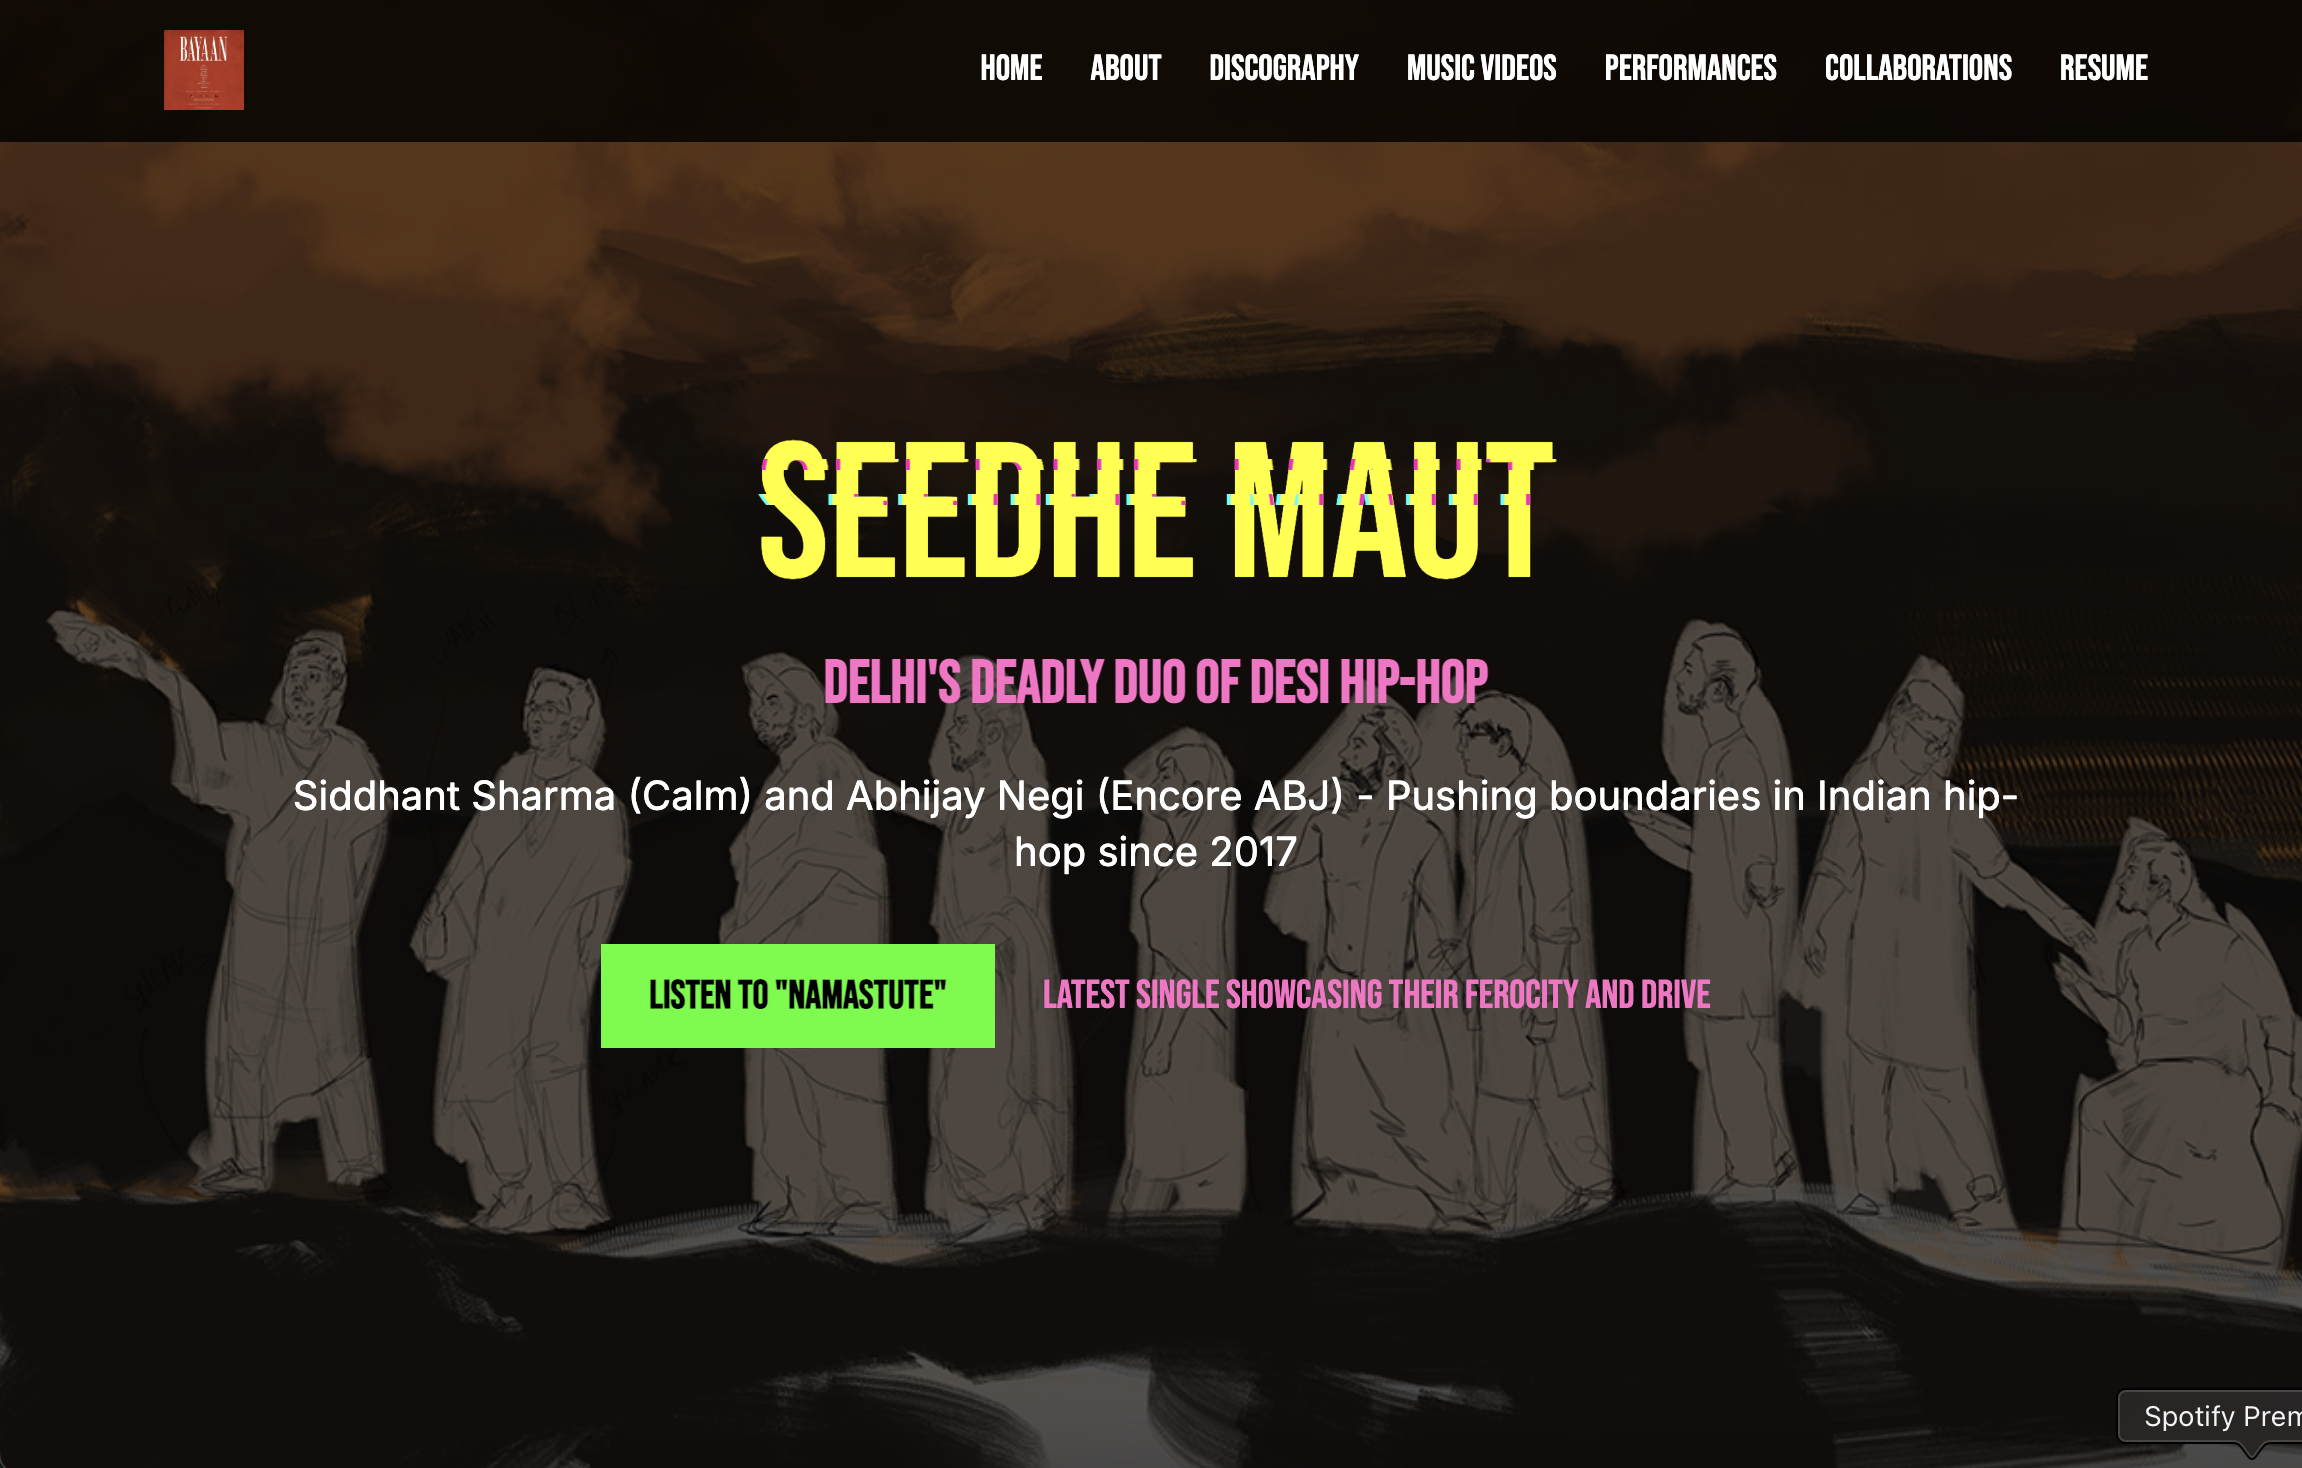 BAYAAN
HOME ABOUT DISCOGRAPHY MUSIC VIDEOS PERFORMANCES COLLABORATIONS RESUME
SEEDHE MAUT
DELHI'S DEADLY DUO OF DESI HIP-HOP
Siddhant Sharma (Calm) and Abhijay Negi (Encore ABJ) - Pushing boundaries in Indian hip-
hop since 2017
LISTEN TO "NAMASTUTE"
LATEST SINGLE SHOWCASING THEIR FEROCITY AND DRIVE
Spotify Prem